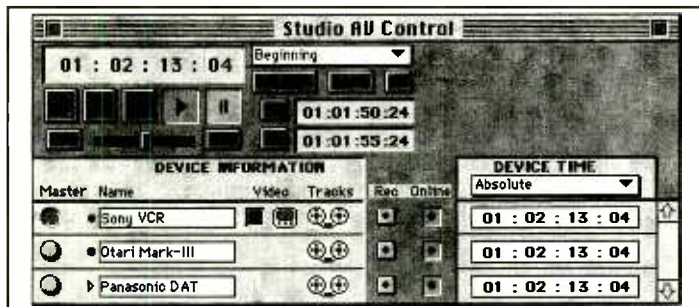 Studio AV Control
01 : 02 : 13 : 04
Beginning
01:01:50:24
01:01:55:24
DEVICE INFORMATION
DEVICE TIME
Master Name Video Tracks Rec Online
Absolute
Sony VCR
01 : 02 : 13 : 04
Otari Mark-III
01 : 02 : 13 : 04
Panasonic DAT
01 : 02 : 13 : 04